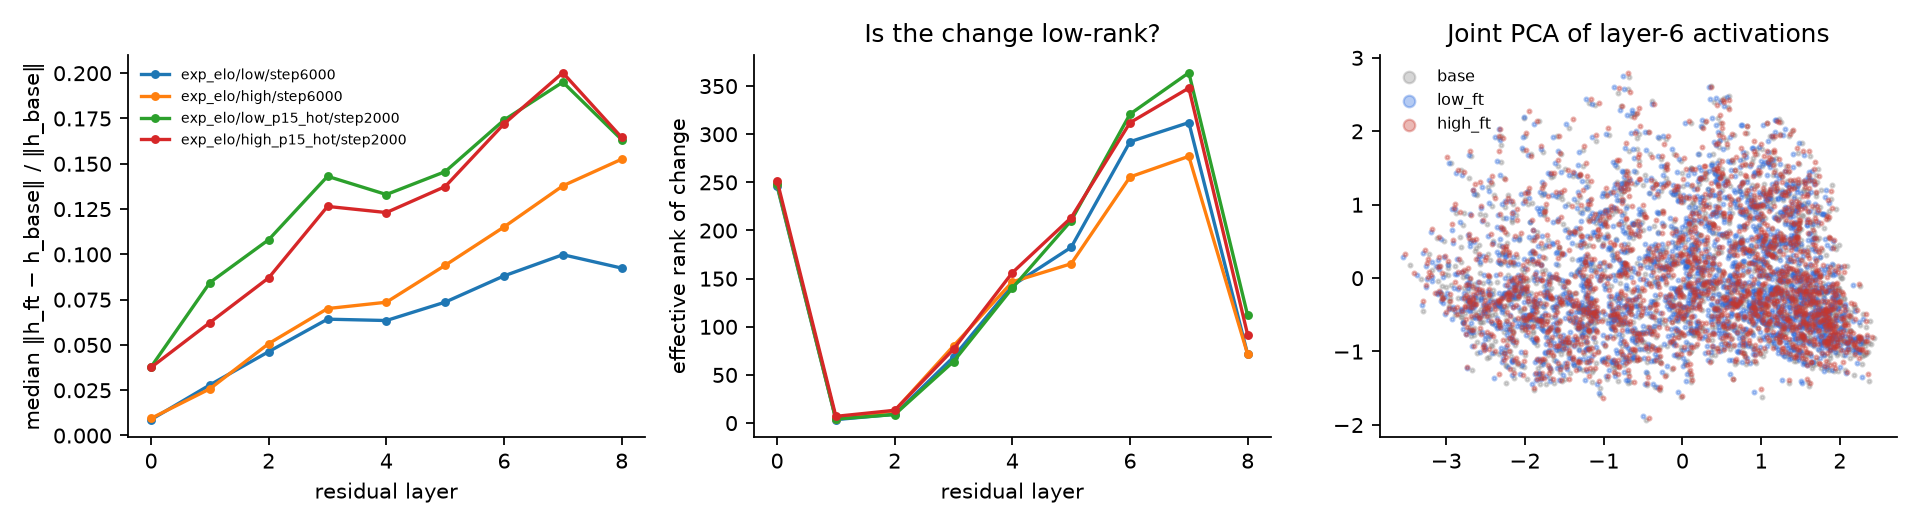 median ‖h_ft − h_base‖ / ‖h_base‖
0.200
0.175
0.150
0.125
0.100
0.075
0.050
0.025
0.000
exp_elo/low/step6000
exp_elo/high/step6000
exp_elo/low_p15_hot/step2000
exp_elo/high_p15_hot/step2000
0 2 4 6 8
residual layer
Is the change low-rank?
effective rank of change
350
300
250
200
150
100
50
0
0 2 4 6 8
residual layer
Joint PCA of layer-6 activations
3
2
1
0
−1
−2
base
low_ft
high_ft
−3 −2 −1 0 1 2